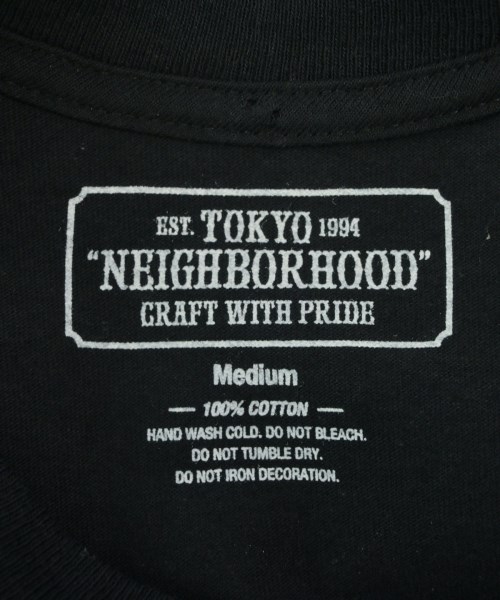 EST. TOKYO 1994
"NEIGHBORHOOD"
CRAFT WITH PRIDE
Medium
— 100% COTTON —
HAND WASH COLD. DO NOT BLEACH.
DO NOT TUMBLE DRY.
DO NOT IRON DECORATION.